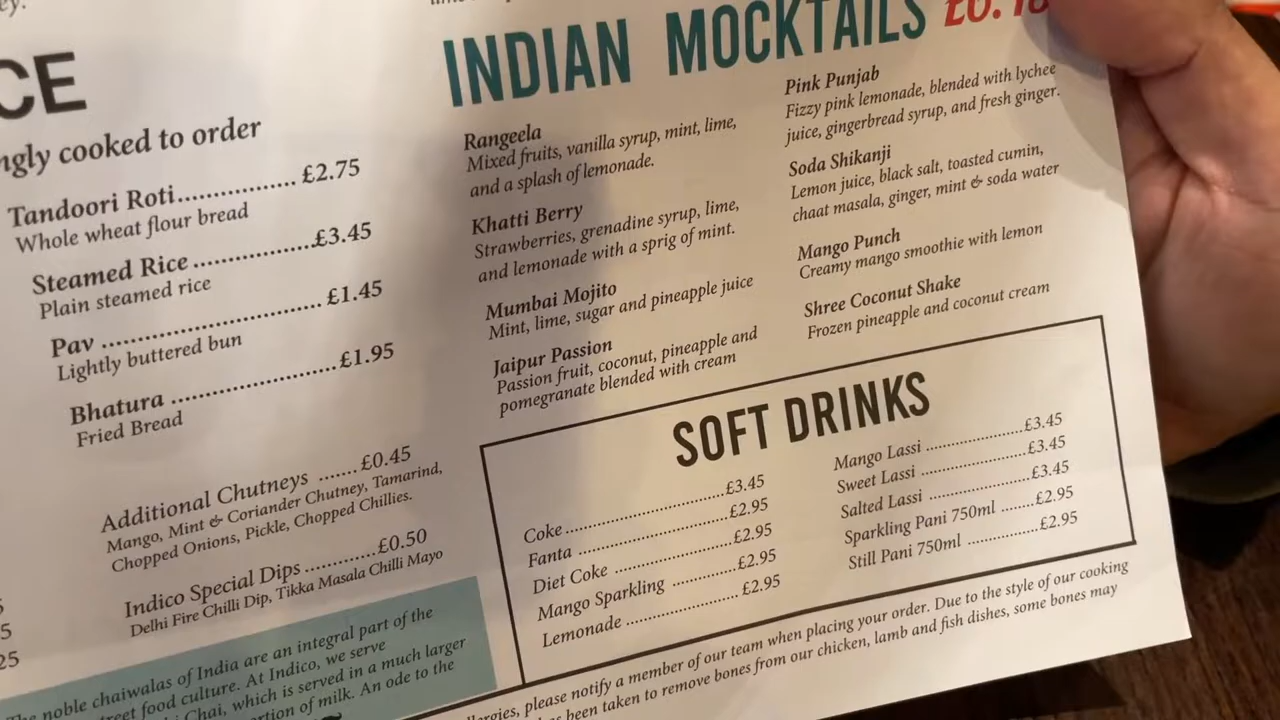 INDIAN MOCKTAILS
CE
ngly cooked to order
Tandoori Roti............... £2.75
Whole wheat flour bread
Steamed Rice ...............£3.45
Plain steamed rice
Pav ........................... £1.45
Lightly buttered bun
Bhatura .....................£1.95
Fried Bread
Additional Chutneys .......£0.45
Mango, Mint & Coriander Chutney, Tamarind,
Chopped Onions, Pickle, Chopped Chillies.
Indico Special Dips...........£0.50
Delhi Fire Chilli Dip, Tikka Masala Chilli Mayo
5
25
The noble chaiwalas of India are an integral part of the
treet food culture. At Indico, we serve
i Chai, which is served in a much larger
rtion of milk. An ode to the
Rangeela
Mixed fruits, vanilla syrup, mint, lime,
and a splash of lemonade.
Khatti Berry
Strawberries, grenadine syrup, lime,
and lemonade with a sprig of mint.
Mumbai Mojito
Mint, lime, sugar and pineapple juice
Jaipur Passion
Passion fruit, coconut, pineapple and
pomegranate blended with cream
Pink Punjab
Fizzy pink lemonade, blended with lychee
juice, gingerbread syrup, and fresh ginger.
Soda Shikanji
Lemon juice, black salt, toasted cumin,
chaat masala, ginger, mint & soda water
Mango Punch
Creamy mango smoothie with lemon
Shree Coconut Shake
Frozen pineapple and coconut cream
SOFT DRINKS
Coke ...........................£3.45
Fanta .........................£2.95
Diet Coke ....................£2.95
Mango Sparkling ...............£2.95
Lemonade .....................£2.95
Mango Lassi .................£3.45
Sweet Lassi ..................£3.45
Salted Lassi ..................£3.45
Sparkling Pani 750ml .......£2.95
Still Pani 750ml ..............£2.95
ergies, please notify a member of our team when placing your order. Due to the style of our cooking
been taken to remove bones from our chicken, lamb and fish dishes, some bones may